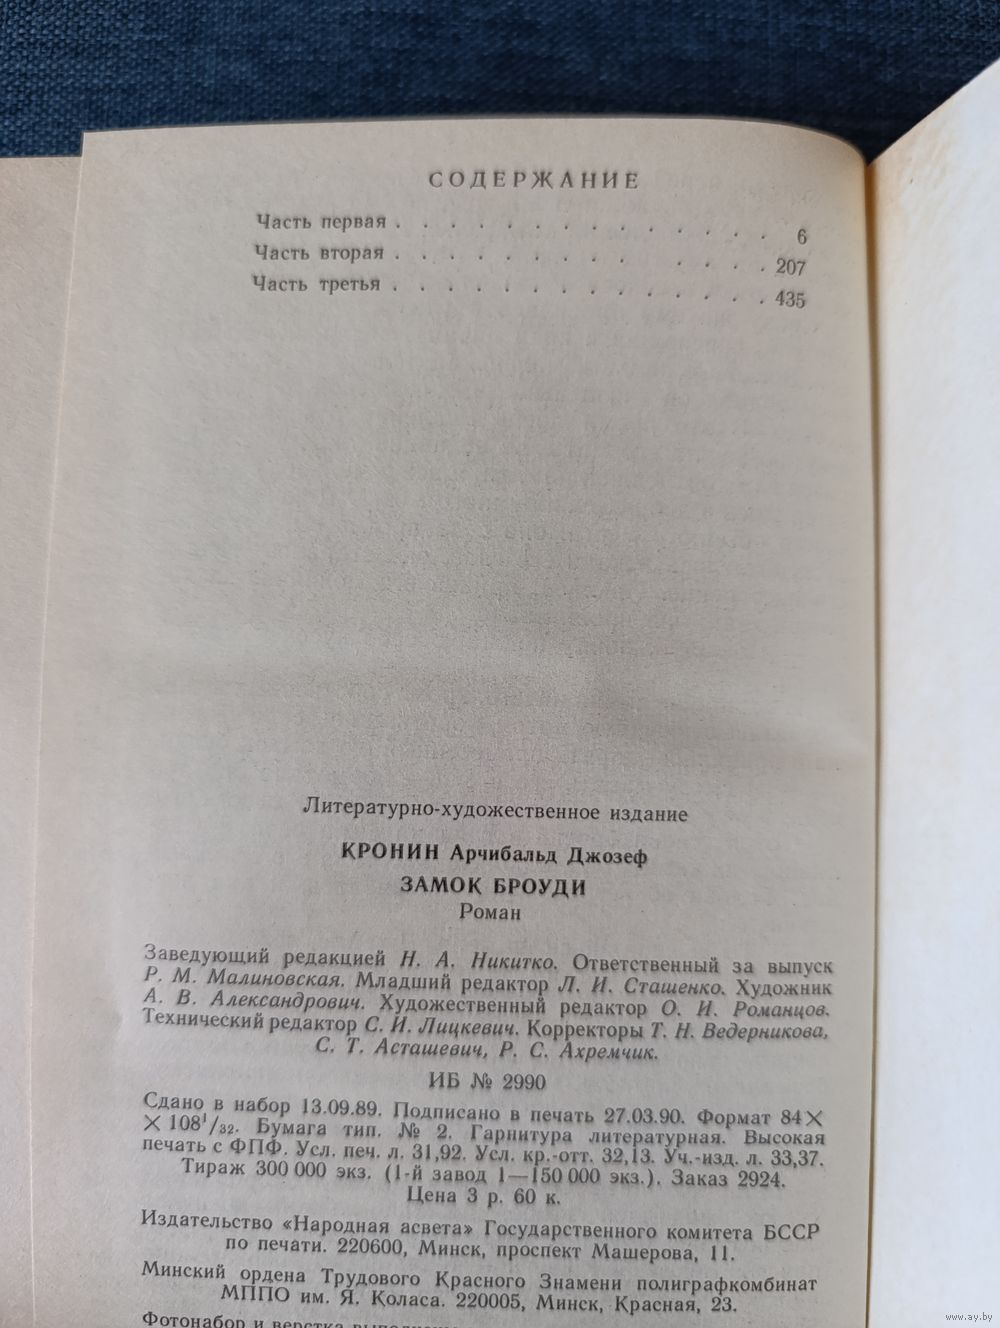 СОДЕРЖАНИЕ
Часть первая . . . . . . . . . . . . . . 6
Часть вторая . . . . . . . . . . . . . 207
Часть третья . . . . . . . . . . . . . . 435
Литературно-художественное издание
КРОНИН Арчибальд Джозеф
ЗАМОК БРОУДИ
Роман
Заведующий редакцией Н. А. Никитко. Ответственный за выпуск
Р. М. Малиновская. Младший редактор Л. И. Сташенко. Художник
А. В. Александрович. Художественный редактор О. И. Романцов.
Технический редактор С. И. Лицкевич. Корректоры Т. Н. Ведерникова,
С. Т. Асташевич, Р. С. Ахремчик.
ИБ № 2990
Сдано в набор 13.09.89. Подписано в печать 27.03.90. Формат 84×
×108¹/₃₂. Бумага тип. № 2. Гарнитура литературная. Высокая
печать с ФПФ. Усл. печ. л. 31,92. Усл. кр.-отт. 32,13. Уч.-изд. л. 33,37.
Тираж 300 000 экз. (1-й завод 1—150 000 экз.). Заказ 2924.
Цена 3 р. 60 к.
Издательство «Народная асвета» Государственного комитета БССР
по печати. 220600, Минск, проспект Машерова, 11.
Минский ордена Трудового Красного Знамени полиграфкомбинат
МППО им. Я. Коласа. 220005, Минск, Красная, 23.
Фотонабор и верстка
www.ay.by